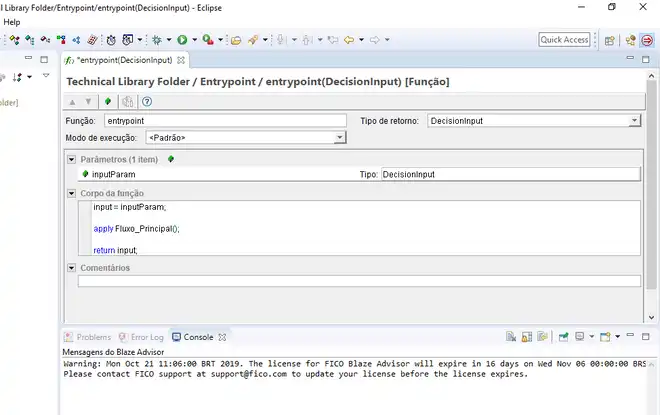 l Library Folder/Entrypoint/entrypoint(DecisionInput) - Eclipse
Help
Quick Access
*entrypoint(DecisionInput)
older]
Technical Library Folder / Entrypoint / entrypoint(DecisionInput) [Função]
Função: entrypoint Tipo de retorno: DecisionInput
Modo de execução: <Padrão>
Parâmetros (1 item)
inputParam Tipo: DecisionInput
Corpo da função
input = inputParam;
apply Fluxo_Principal();
return input;
Comentários
Problems Error Log Console
Mensagens do Blaze Advisor
Warning: Mon Oct 21 11:06:00 BRT 2019. The license for FICO Blaze Advisor will expire in 16 days on Wed Nov 06 00:00:00 BRS
Please contact FICO support at support@fico.com to update your license before the license expires.